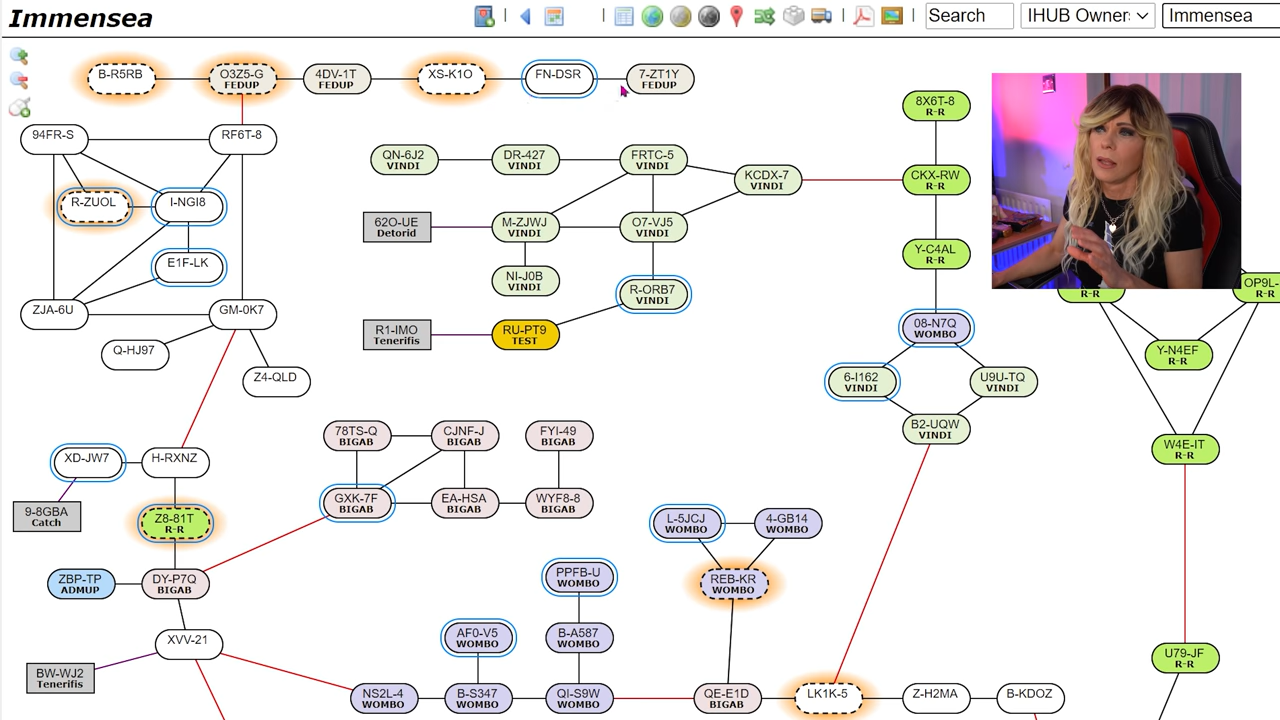 Immensea
Search
IHUB Owner:
Immensea
B-R5RB
O3Z5-G
FEDUP
4DV-1T
FEDUP
XS-K1O
FN-DSR
7-ZT1Y
FEDUP
8X6T-8
R-R
94FR-S
RF6T-8
QN-6J2
VINDI
DR-427
VINDI
FRTC-5
VINDI
KCDX-7
VINDI
CKX-RW
R-R
R-ZUOL
I-NGI8
62O-UE
Detorid
M-ZJWJ
VINDI
O7-VJ5
VINDI
Y-C4AL
R-R
E1F-LK
NI-J0B
VINDI
R-ORB7
VINDI
R-R
OP9L-
R-R
ZJA-6U
GM-0K7
R1-IMO
Tenerifis
RU-PT9
TEST
08-N7Q
WOMBO
Q-HJ97
Y-N4EF
R-R
Z4-QLD
6-I162
VINDI
U9U-TQ
VINDI
78TS-Q
BIGAB
CJNF-J
BIGAB
FYI-49
BIGAB
B2-UQW
VINDI
W4E-IT
R-R
XD-JW7
H-RXNZ
9-8GBA
Catch
GXK-7F
BIGAB
EA-HSA
BIGAB
WYF8-8
BIGAB
Z8-81T
R-R
L-5JCJ
WOMBO
4-GB14
WOMBO
ZBP-TP
ADMUP
DY-P7Q
BIGAB
PPFB-U
WOMBO
REB-KR
WOMBO
XVV-21
AF0-V5
WOMBO
B-A587
WOMBO
U79-JF
R-R
BW-WJ2
Tenerifis
NS2L-4
WOMBO
B-S347
WOMBO
QI-S9W
WOMBO
QE-E1D
BIGAB
LK1K-5
Z-H2MA
B-KDOZ